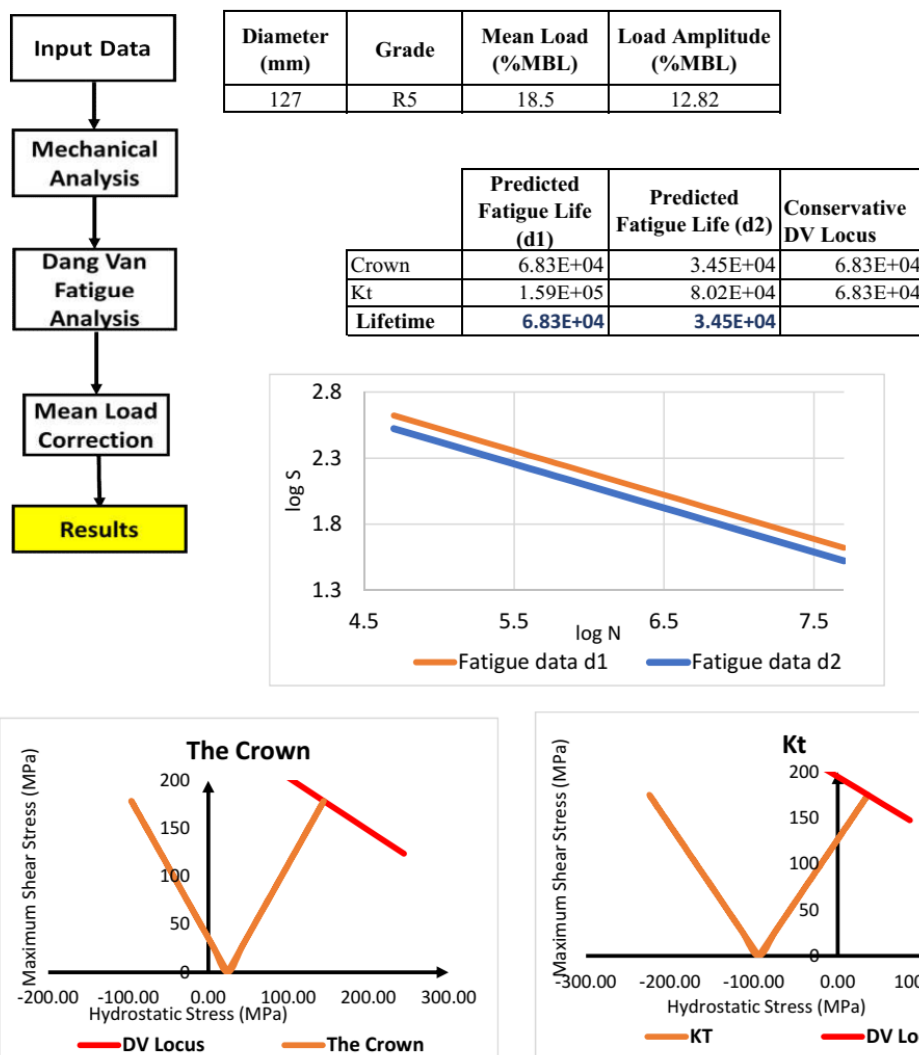 Input Data
Mechanical
Analysis
Dang Van
Fatigue
Analysis
Mean Load
Correction
Results
Diameter (mm) Grade Mean Load (%MBL) Load Amplitude (%MBL)
127 R5 18.5 12.82
Predicted Fatigue Life (d1) Predicted Fatigue Life (d2) Conservative DV Locus
Crown 6.83E+04 3.45E+04 6.83E+04
Kt 1.59E+05 8.02E+04 6.83E+04
Lifetime 6.83E+04 3.45E+04
log S
2.8
2.3
1.8
1.3
4.5 5.5 6.5 7.5
log N
Fatigue data d1 Fatigue data d2
The Crown
Maximum Shear Stress (MPa)
200
150
100
50
0
-200.00 -100.00 0.00 100.00 200.00 300.00
Hydrostatic Stress (MPa)
DV Locus The Crown
Kt
Maximum Shear Stress (MPa)
200
150
100
50
0
-300.00 -200.00 -100.00 0.00
Hydrostatic Stress (MPa)
KT DV Lo